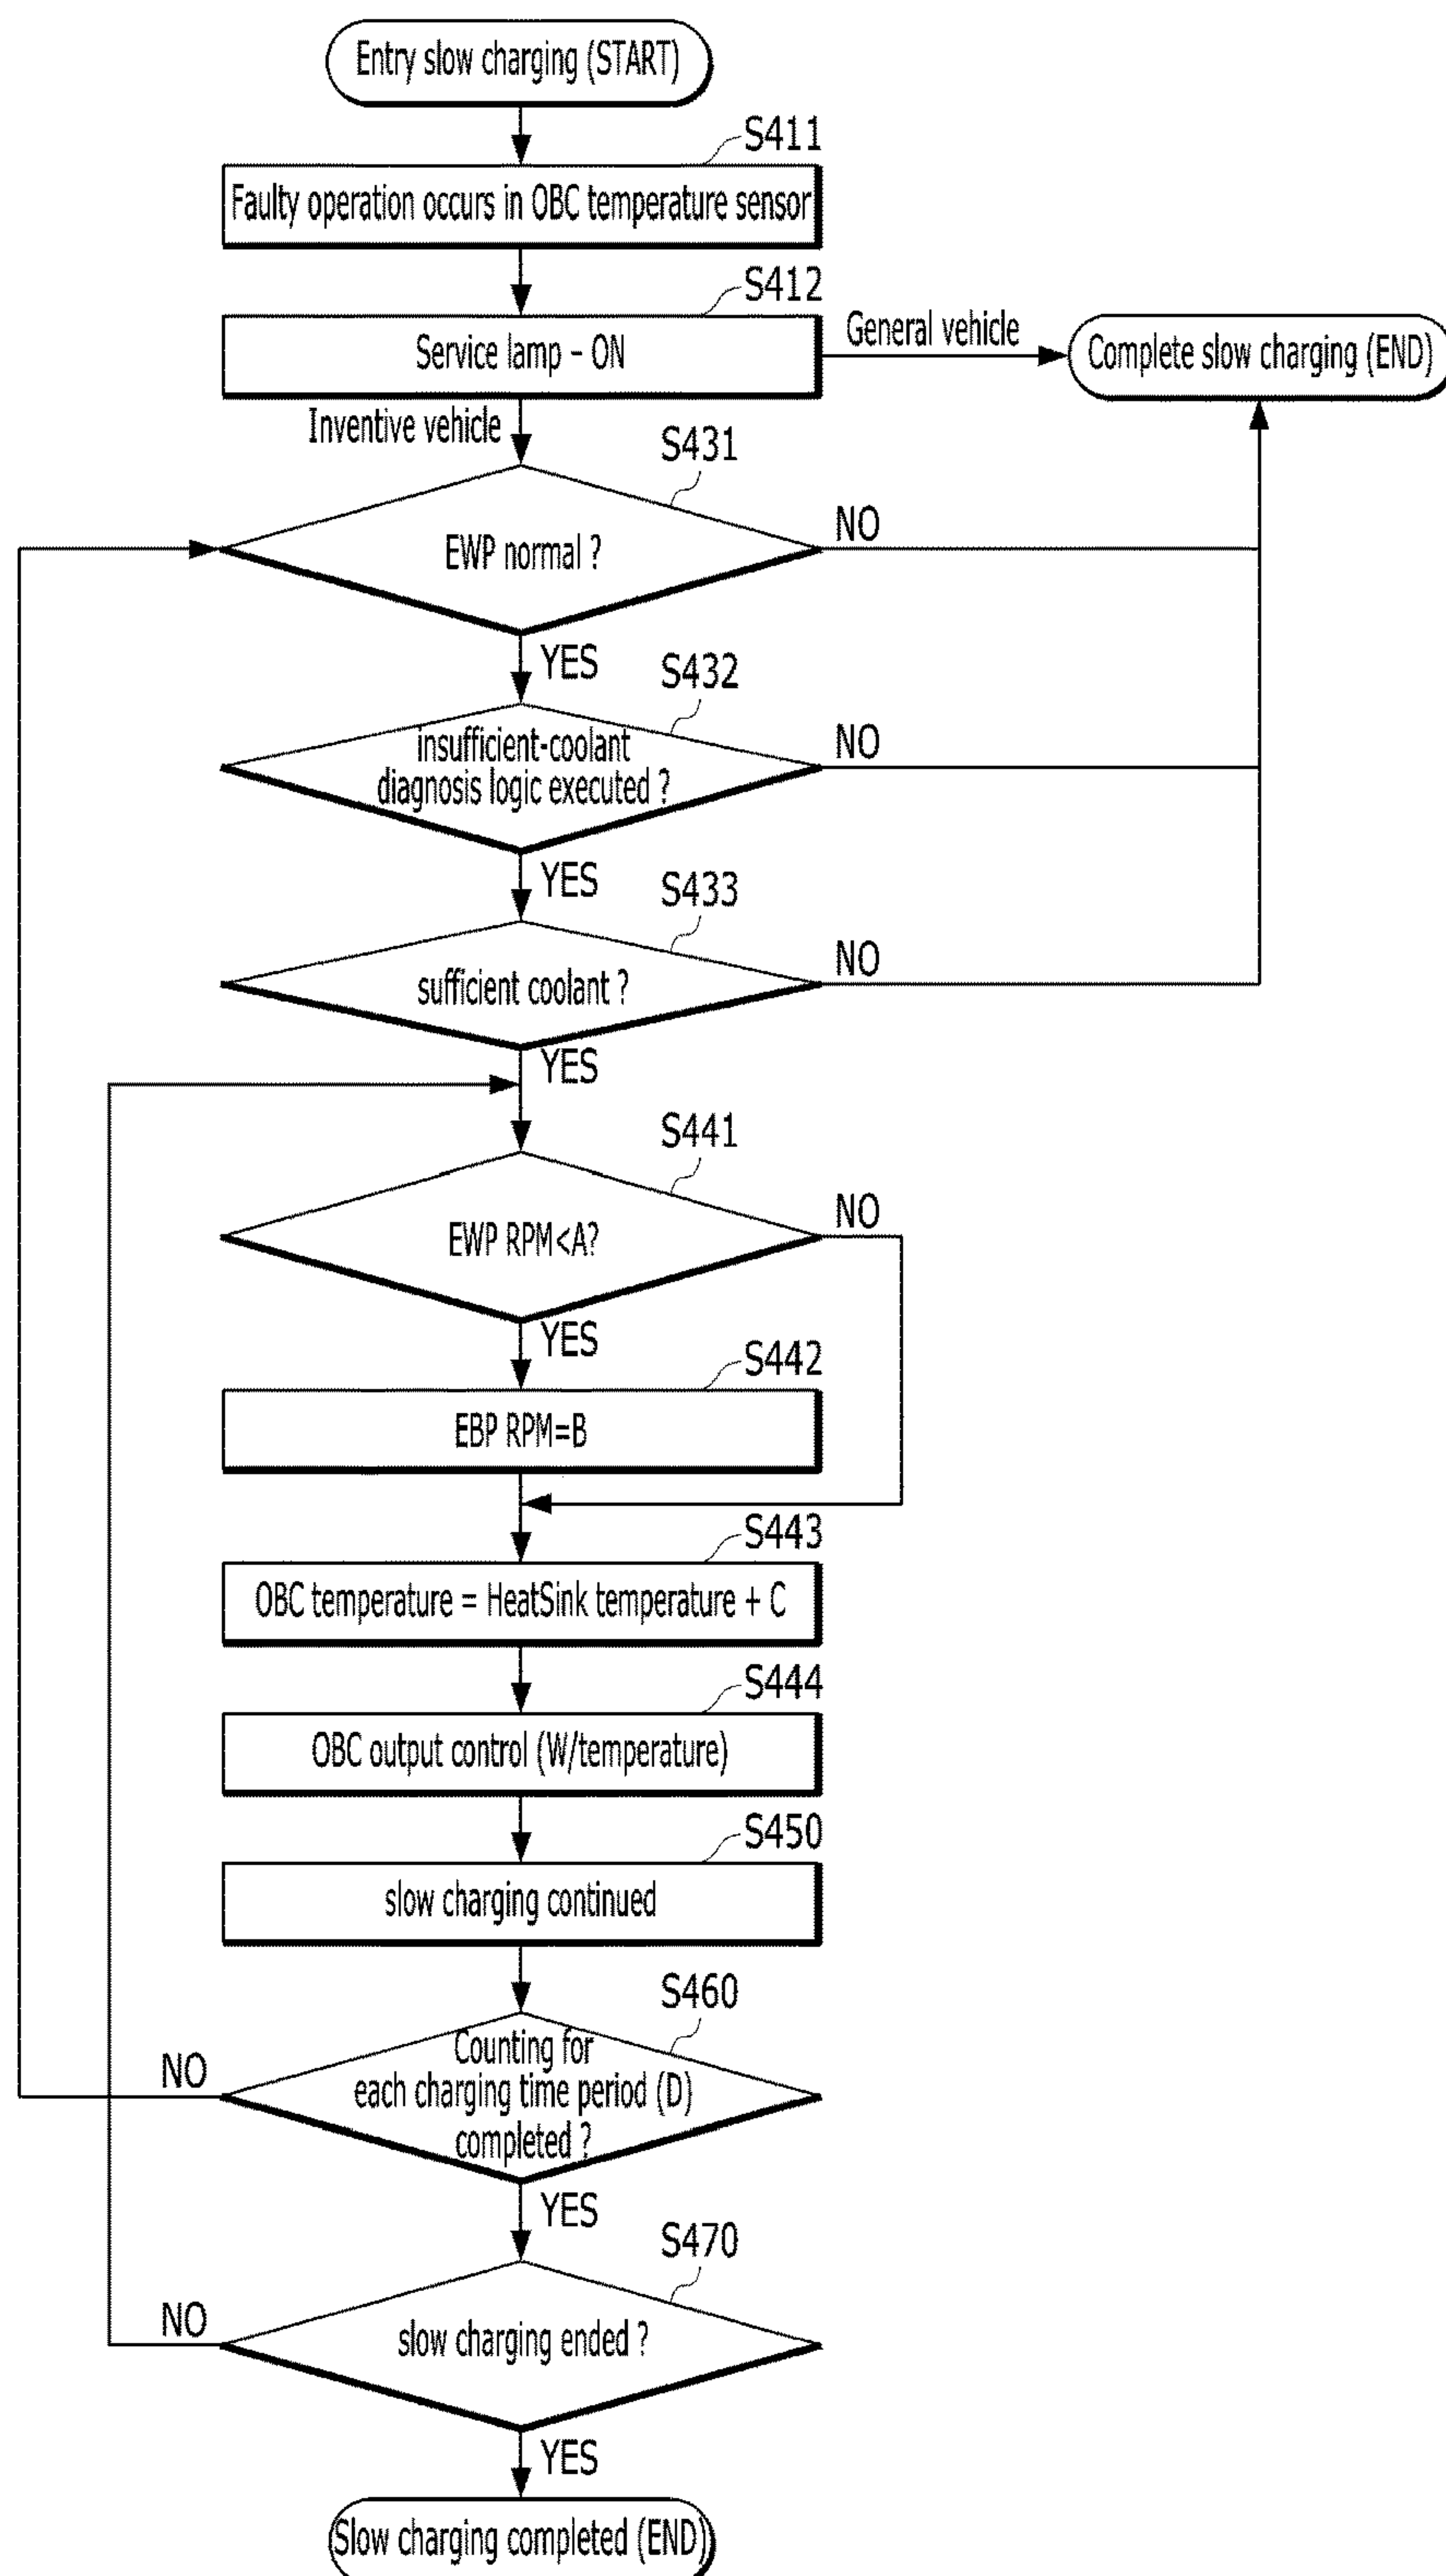 Entry slow charging (START)
S411
Faulty operation occurs in OBC temperature sensor
S412
Service lamp – ON
General vehicle
Complete slow charging (END)
Inventive vehicle
S431
EWP normal ?
NO
YES
S432
insufficient-coolant
diagnosis logic executed ?
NO
YES
S433
sufficient coolant ?
NO
YES
S441
EWP RPM<A?
NO
YES
S442
EBP RPM=B
S443
OBC temperature = HeatSink temperature + C
S444
OBC output control (W/temperature)
S450
slow charging continued
S460
Counting for
each charging time period (D)
completed ?
NO
YES
S470
slow charging ended ?
NO
YES
Slow charging completed (END)